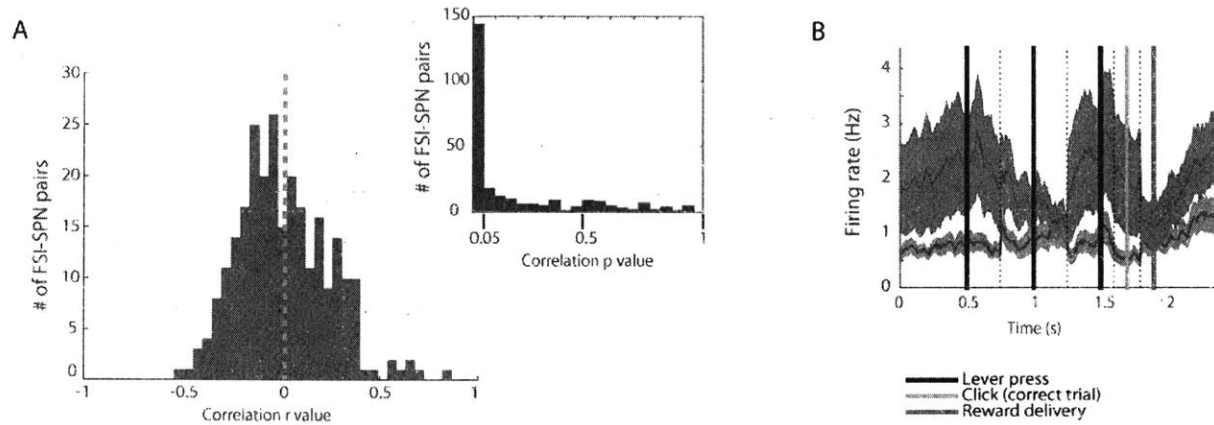 A
# of FSI-SPN pairs
30
25
20
15
10
5
0
-1
-0.5
0
0.5
1
Correlation r value
# of FSI-SPN pairs
150
100
50
0
0.05
0.5
1
Correlation p value
B
Firing rate (Hz)
4
3
2
1
0
0
0.5
1
1.5
2
Time (s)
Lever press
Click (correct trial)
Reward delivery